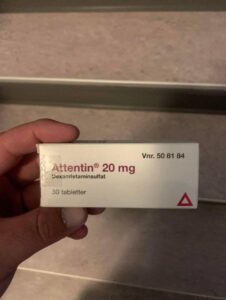 Attentin® 20 mg
Vnr. 50 81 84
Dexamfetaminsulfat
30 tabletter